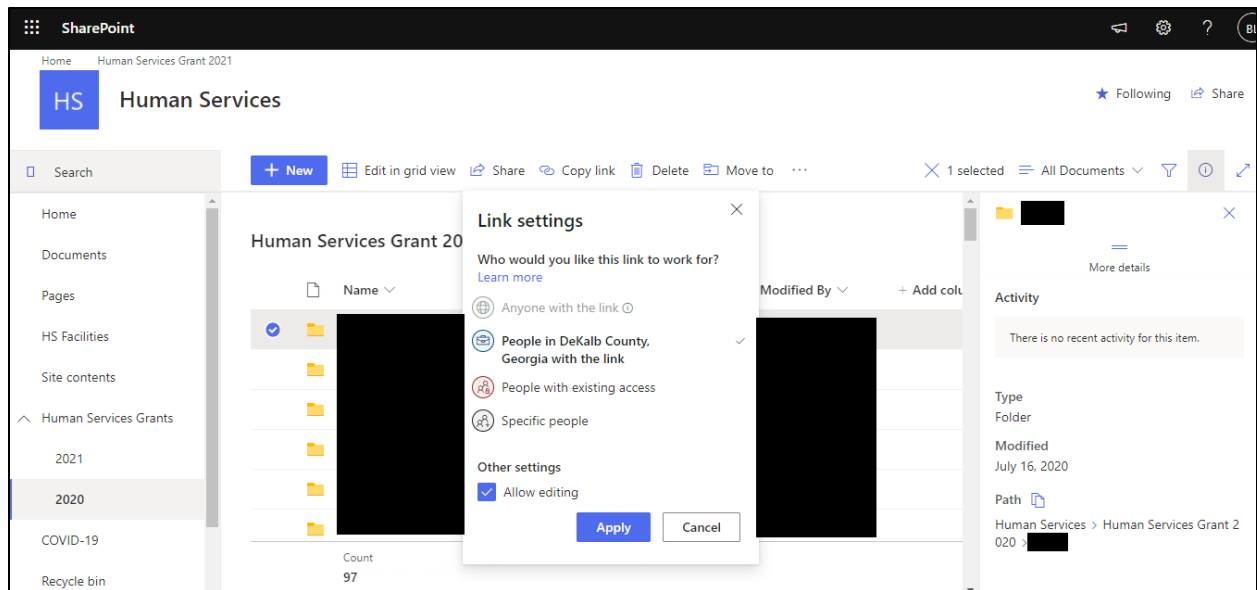 SharePoint
BL
Home Human Services Grant 2021
HS
Human Services
Following Share
Search
New Edit in grid view Share Copy link Delete Move to ··· 1 selected All Documents
Home
Documents
Pages
HS Facilities
Site contents
Human Services Grants
2021
2020
COVID-19
Recycle bin
Human Services Grant 20
Name Modified By + Add colu
Count
97
Link settings
Who would you like this link to work for?
Learn more
Anyone with the link
People in DeKalb County,
Georgia with the link
People with existing access
Specific people
Other settings
Allow editing
Apply Cancel
More details
Activity
There is no recent activity for this item.
Type
Folder
Modified
July 16, 2020
Path
Human Services > Human Services Grant 2
020 >